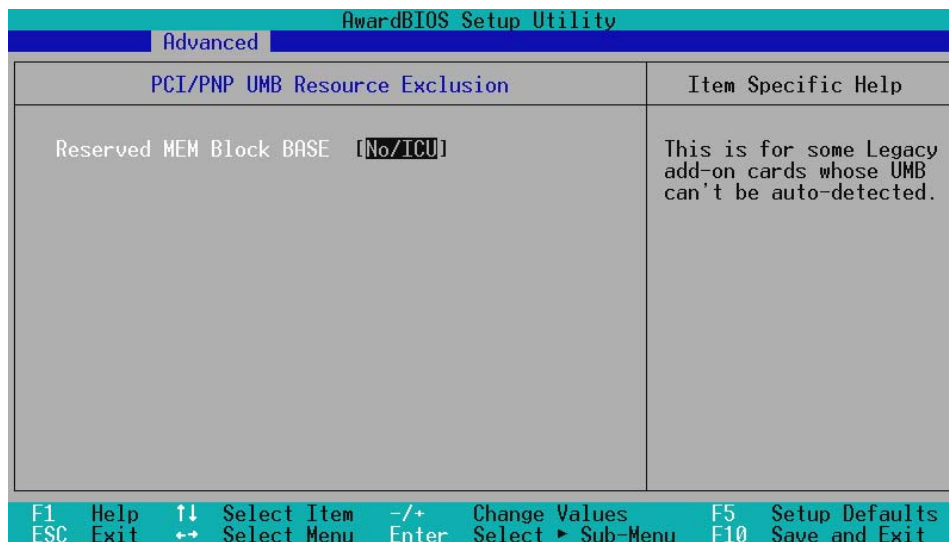 AwardBIOS Setup Utility
Advanced
PCI/PNP UMB Resource Exclusion
Item Specific Help
Reserved MEM Block BASE [No/ICU]
This is for some Legacy
add-on cards whose UMB
can't be auto-detected.
F1 Help ↑↓ Select Item -/+ Change Values F5 Setup Defaults
ESC Exit ←→ Select Menu Enter Select ► Sub-Menu F10 Save and Exit